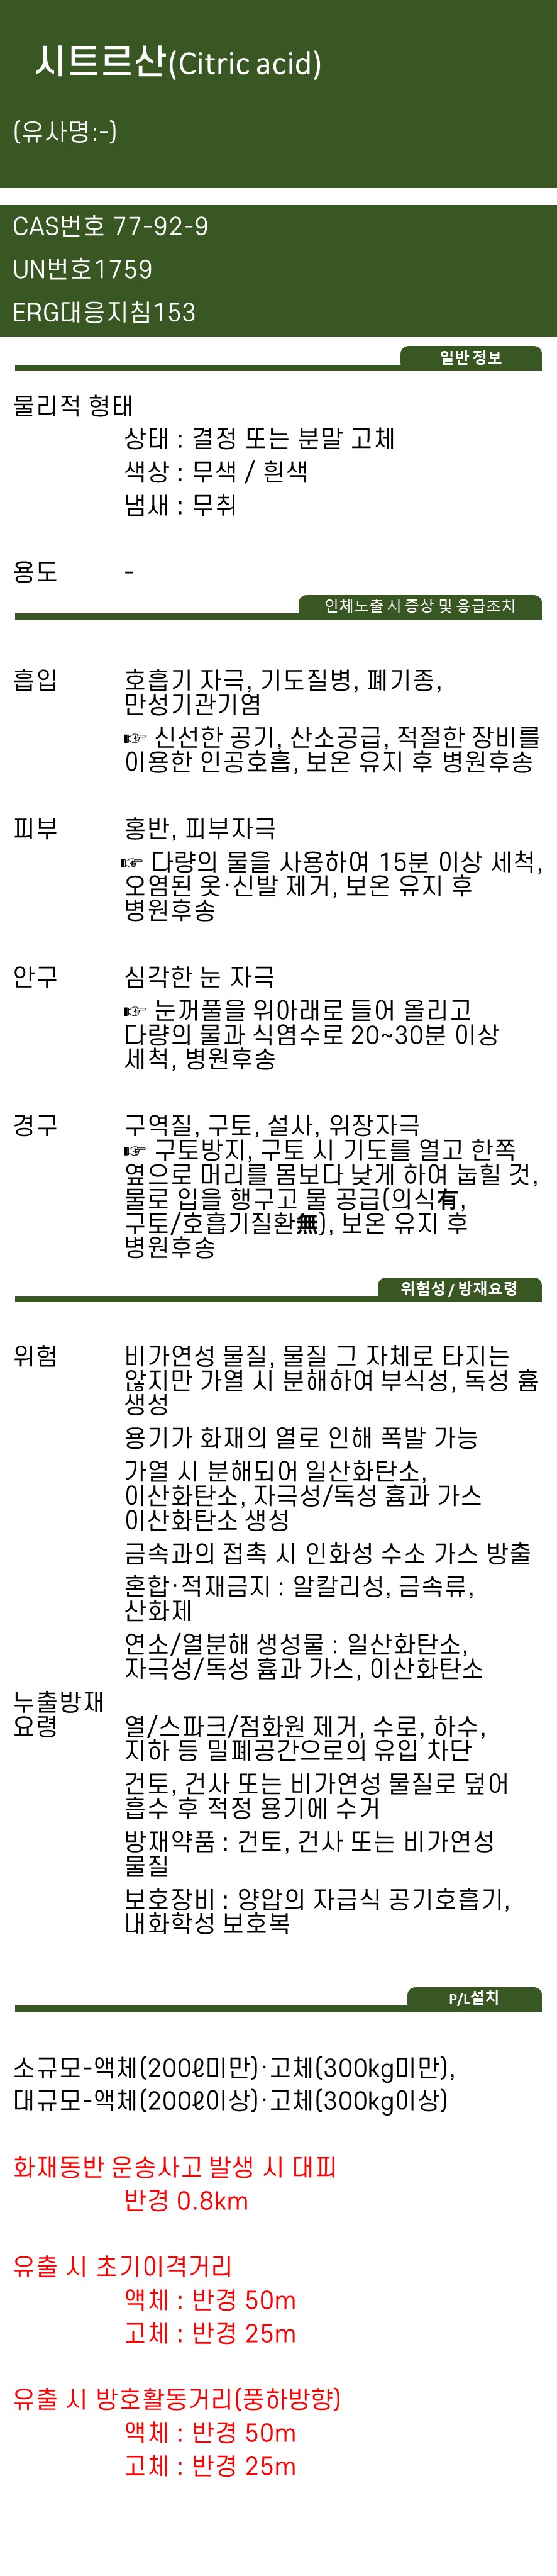 시트르산(Citric acid)
(유사명:-)
CAS번호 77-92-9
UN번호1759
ERG대응지침153
일반 정보
물리적 형태
상태 : 결정 또는 분말 고체
색상 : 무색 / 흰색
냄새 : 무취
용도 -
인체노출 시 증상 및 응급조치
흡입 호흡기 자극, 기도질병, 폐기종,
만성기관기염
☞ 신선한 공기, 산소공급, 적절한 장비를
이용한 인공호흡, 보온 유지 후 병원후송
피부 홍반, 피부자극
☞ 다량의 물을 사용하여 15분 이상 세척,
오염된 옷·신발 제거, 보온 유지 후
병원후송
안구 심각한 눈 자극
☞ 눈꺼풀을 위아래로 들어 올리고
다량의 물과 식염수로 20~30분 이상
세척, 병원후송
경구 구역질, 구토, 설사, 위장자극
☞ 구토방지, 구토 시 기도를 열고 한쪽
옆으로 머리를 몸보다 낮게 하여 눕힐 것,
물로 입을 행구고 물 공급(의식有,
구토/호흡기질환無), 보온 유지 후
병원후송
위험성 / 방재요령
위험 비가연성 물질, 물질 그 자체로 타지는
않지만 가열 시 분해하여 부식성, 독성 흄
생성
용기가 화재의 열로 인해 폭발 가능
가열 시 분해되어 일산화탄소,
이산화탄소, 자극성/독성 흄과 가스
이산화탄소 생성
금속과의 접촉 시 인화성 수소 가스 방출
혼합·적재금지 : 알칼리성, 금속류,
산화제
연소/열분해 생성물 : 일산화탄소,
자극성/독성 흄과 가스, 이산화탄소
누출방재
요령 열/스파크/점화원 제거, 수로, 하수,
지하 등 밀폐공간으로의 유입 차단
건토, 건사 또는 비가연성 물질로 덮어
흡수 후 적정 용기에 수거
방재약품 : 건토, 건사 또는 비가연성
물질
보호장비 : 양압의 자급식 공기호흡기,
내화학성 보호복
P/L설치
소규모-액체(200ℓ미만)·고체(300kg미만),
대규모-액체(200ℓ이상)·고체(300kg이상)
화재동반 운송사고 발생 시 대피
반경 0.8km
유출 시 초기이격거리
액체 : 반경 50m
고체 : 반경 25m
유출 시 방호활동거리(풍하방향)
액체 : 반경 50m
고체 : 반경 25m